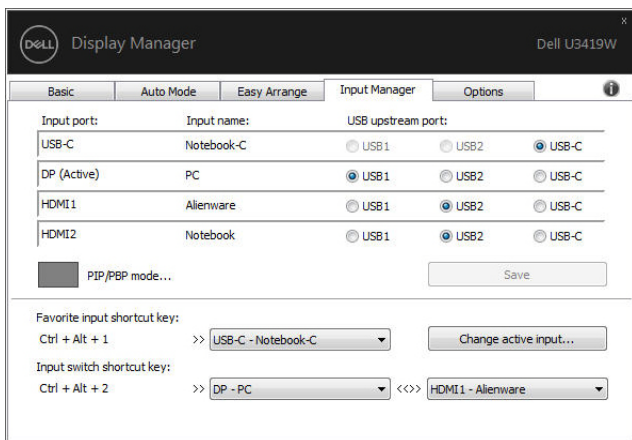 x
DELL Display Manager Dell U3419W
Basic Auto Mode Easy Arrange Input Manager Options i
Input port: Input name: USB upstream port:
USB-C Notebook-C USB1 USB2 USB-C
DP (Active) PC USB1 USB2 USB-C
HDMI1 Alienware USB1 USB2 USB-C
HDMI2 Notebook USB1 USB2 USB-C
PIP/PBP mode... Save
Favorite input shortcut key:
Ctrl + Alt + 1 >> USB-C - Notebook-C Change active input...
Input switch shortcut key:
Ctrl + Alt + 2 >> DP - PC <<>> HDMI1 - Alienware